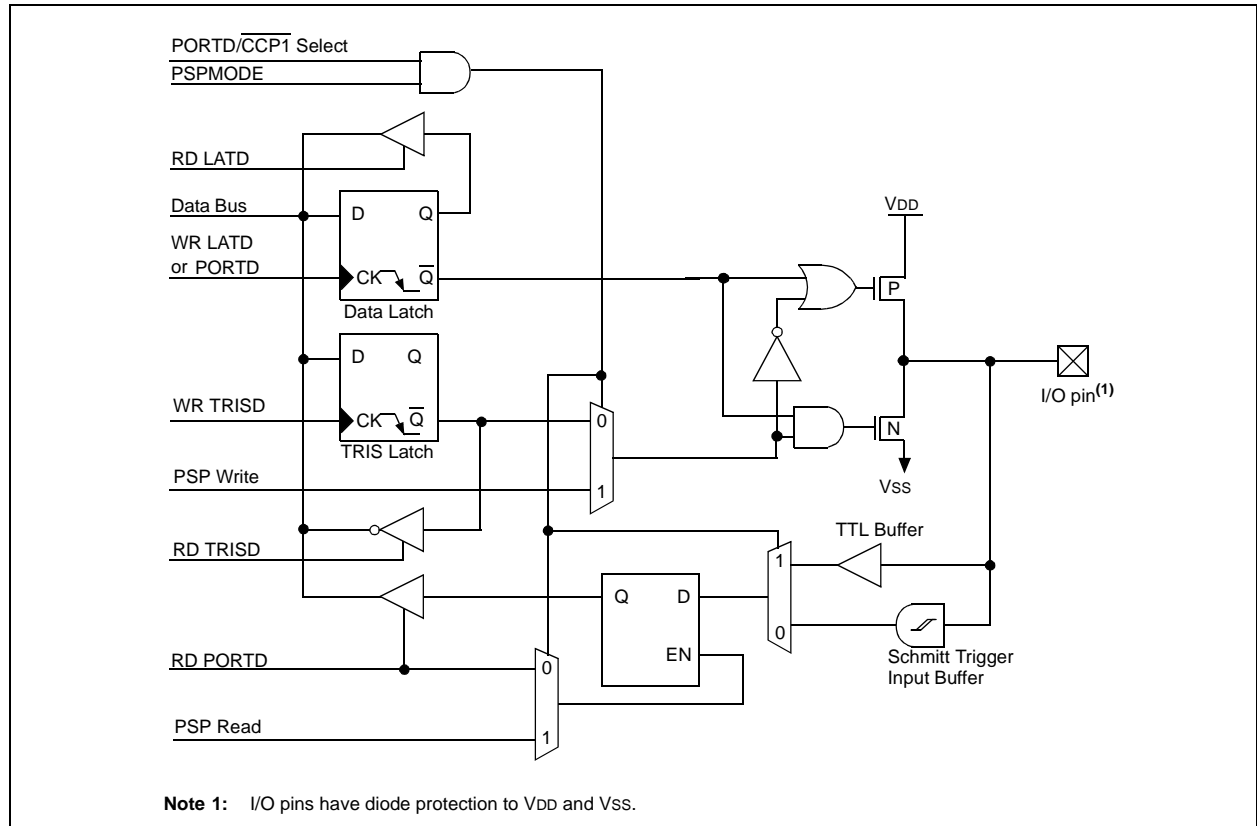 PORTD/CCP1 Select
PSPMODE
RD LATD
Data Bus
WR LATD
or PORTD
D Q
CK Q
Data Latch
D Q
CK Q
TRIS Latch
WR TRISD
PSP Write
RD TRISD
RD PORTD
PSP Read
0
1
0
1
Q D
EN
1
0
TTL Buffer
Schmitt Trigger
Input Buffer
VDD
P
N
VSS
I/O pin(1)
Note 1: I/O pins have diode protection to VDD and VSS.